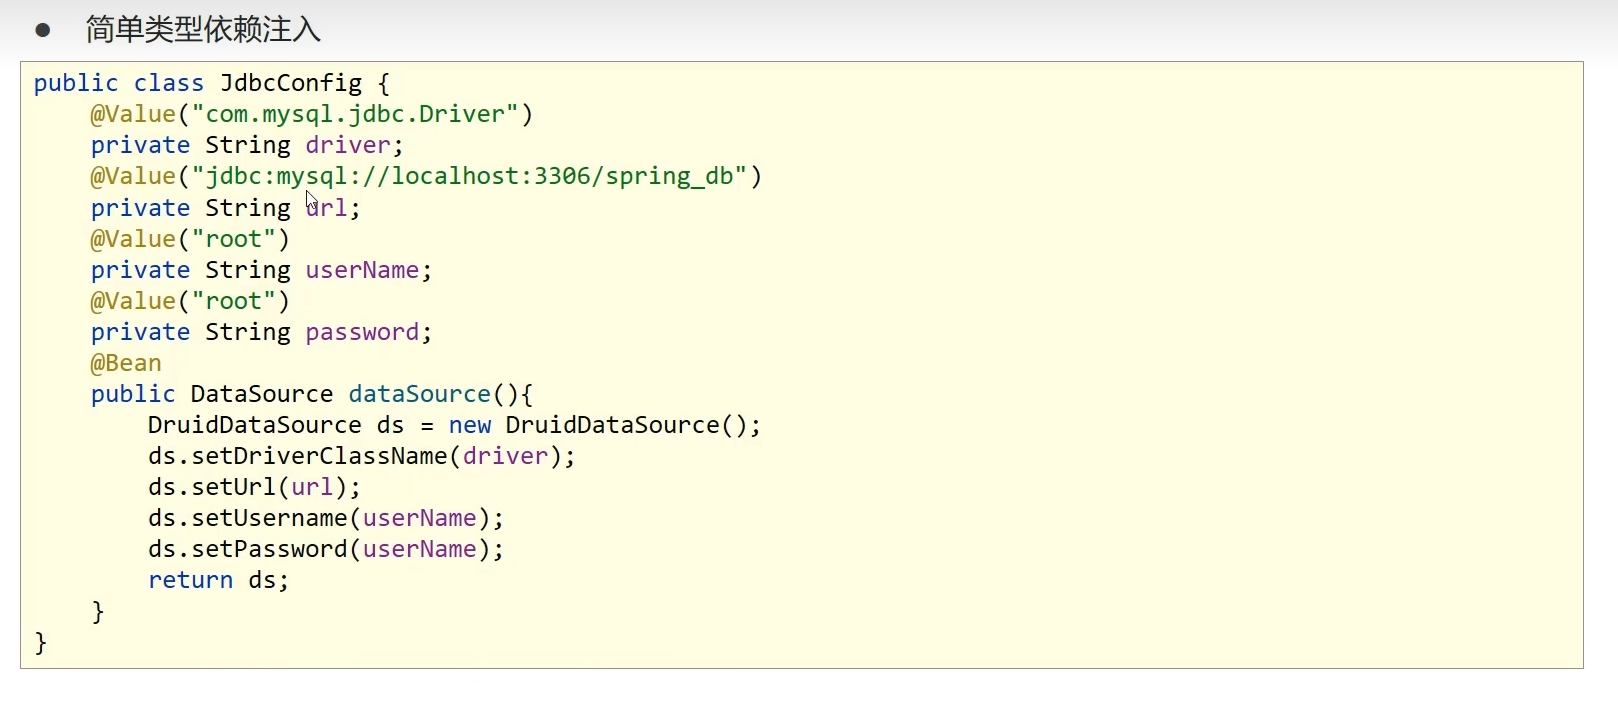 ● 简单类型依赖注入
public class JdbcConfig {
    @Value("com.mysql.jdbc.Driver")
    private String driver;
    @Value("jdbc:mysql://localhost:3306/spring_db")
    private String url;
    @Value("root")
    private String userName;
    @Value("root")
    private String password;
    @Bean
    public DataSource dataSource(){
        DruidDataSource ds = new DruidDataSource();
        ds.setDriverClassName(driver);
        ds.setUrl(url);
        ds.setUsername(userName);
        ds.setPassword(userName);
        return ds;
    }
}